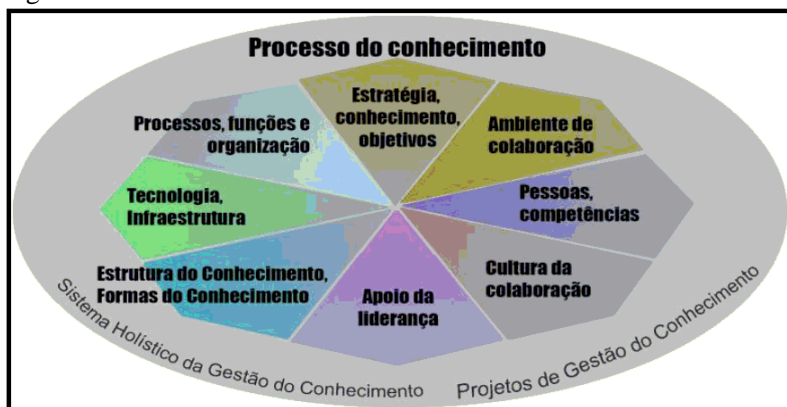 Processo do conhecimento
Estratégia,
conhecimento,
objetivos
Ambiente de
colaboração
Pessoas,
competências
Cultura da
colaboração
Apoio da
liderança
Estrutura do Conhecimento,
Formas do Conhecimento
Tecnologia,
Infraestrutura
Processos, funções e
organização
Sistema Holístico da Gestão do Conhecimento
Projetos de Gestão do Conhecimento